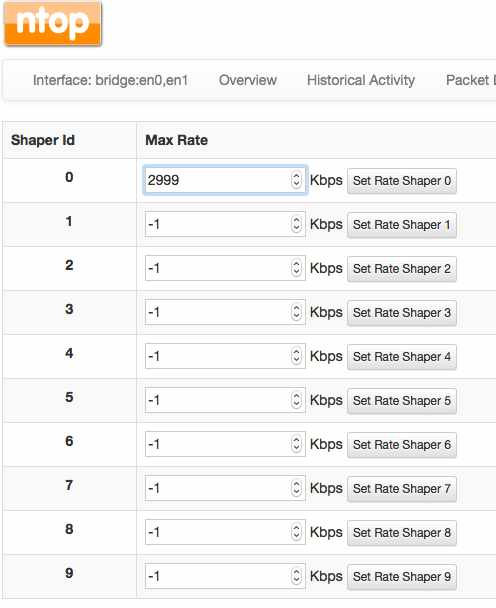 ntop
Interface: bridge:en0,en1 Overview Historical Activity Packet
Shaper Id Max Rate
0 2999 Kbps Set Rate Shaper 0
1 -1 Kbps Set Rate Shaper 1
2 -1 Kbps Set Rate Shaper 2
3 -1 Kbps Set Rate Shaper 3
4 -1 Kbps Set Rate Shaper 4
5 -1 Kbps Set Rate Shaper 5
6 -1 Kbps Set Rate Shaper 6
7 -1 Kbps Set Rate Shaper 7
8 -1 Kbps Set Rate Shaper 8
9 -1 Kbps Set Rate Shaper 9